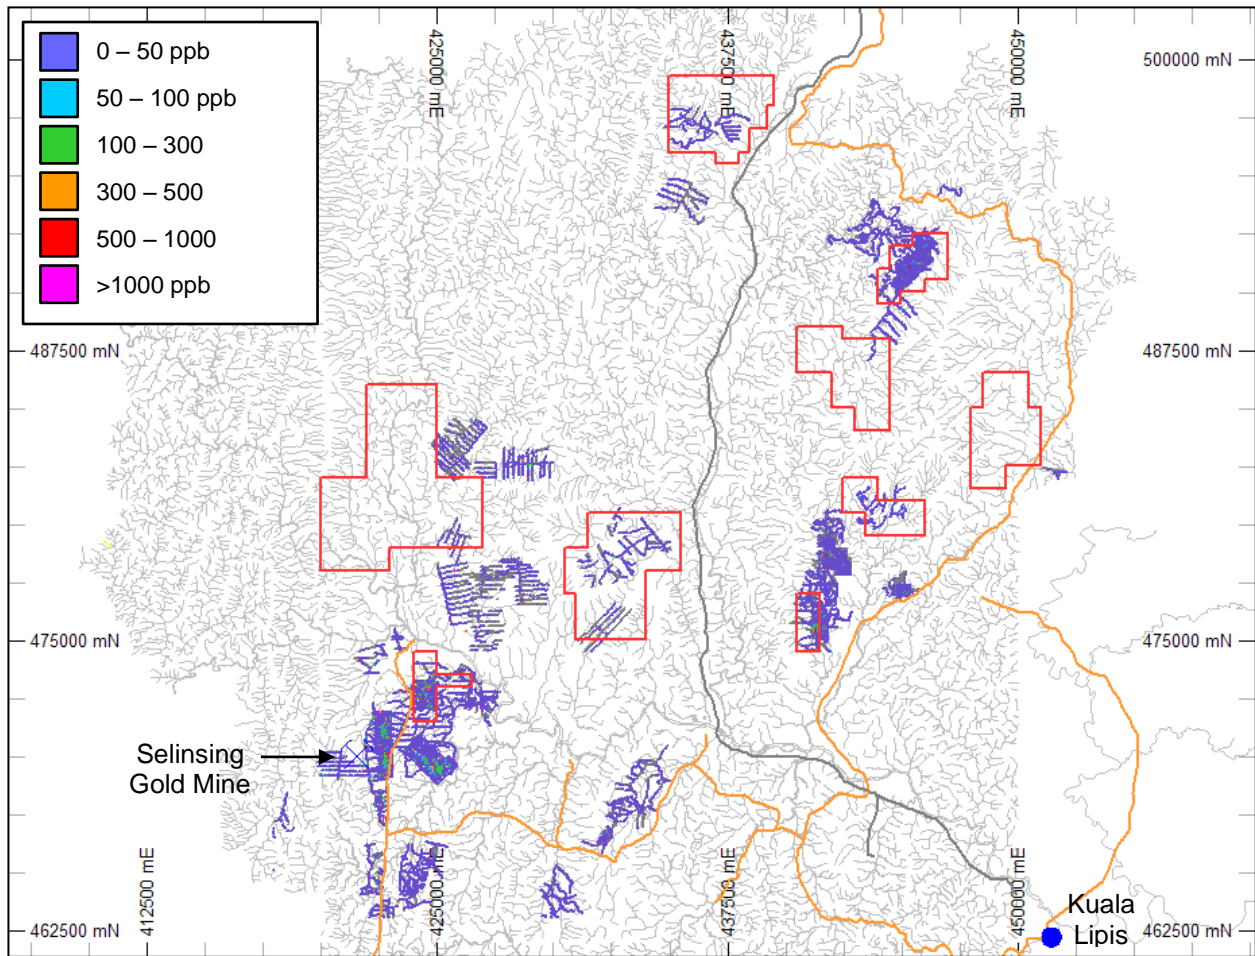 0 – 50 ppb
50 – 100 ppb
100 – 300
300 – 500
500 – 1000
>1000 ppb
425000 mE
437500 mE
450000 mE
500000 mN
487500 mN
487500 mN
475000 mN
475000 mN
Selinsing
Gold Mine
412500 mE
425000 mE
437500 mE
450000 mE
Kuala
Lipis
462500 mN
462500 mN